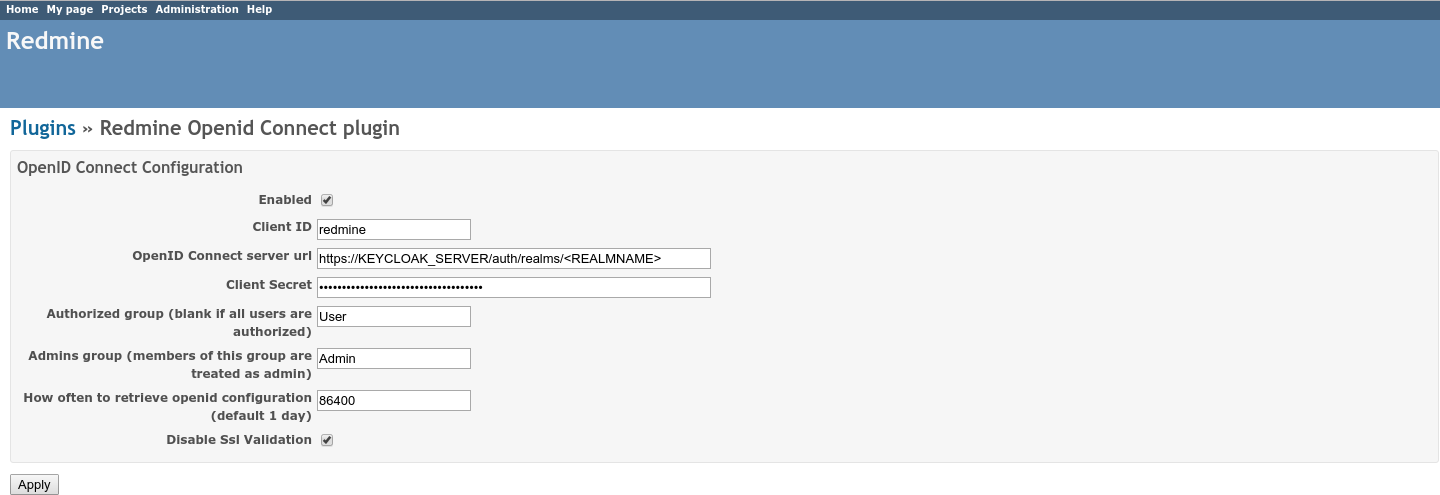 Home My page Projects Administration Help
Redmine
Plugins » Redmine Openid Connect plugin
OpenID Connect Configuration
Enabled
Client ID redmine
OpenID Connect server url https://KEYCLOAK_SERVER/auth/realms/<REALMNAME>
Client Secret ••••••••••••••••••••••••••••••••••••
Authorized group (blank if all users are
authorized) User
Admins group (members of this group are
treated as admin) Admin
How often to retrieve openid configuration
(default 1 day) 86400
Disable Ssl Validation
Apply